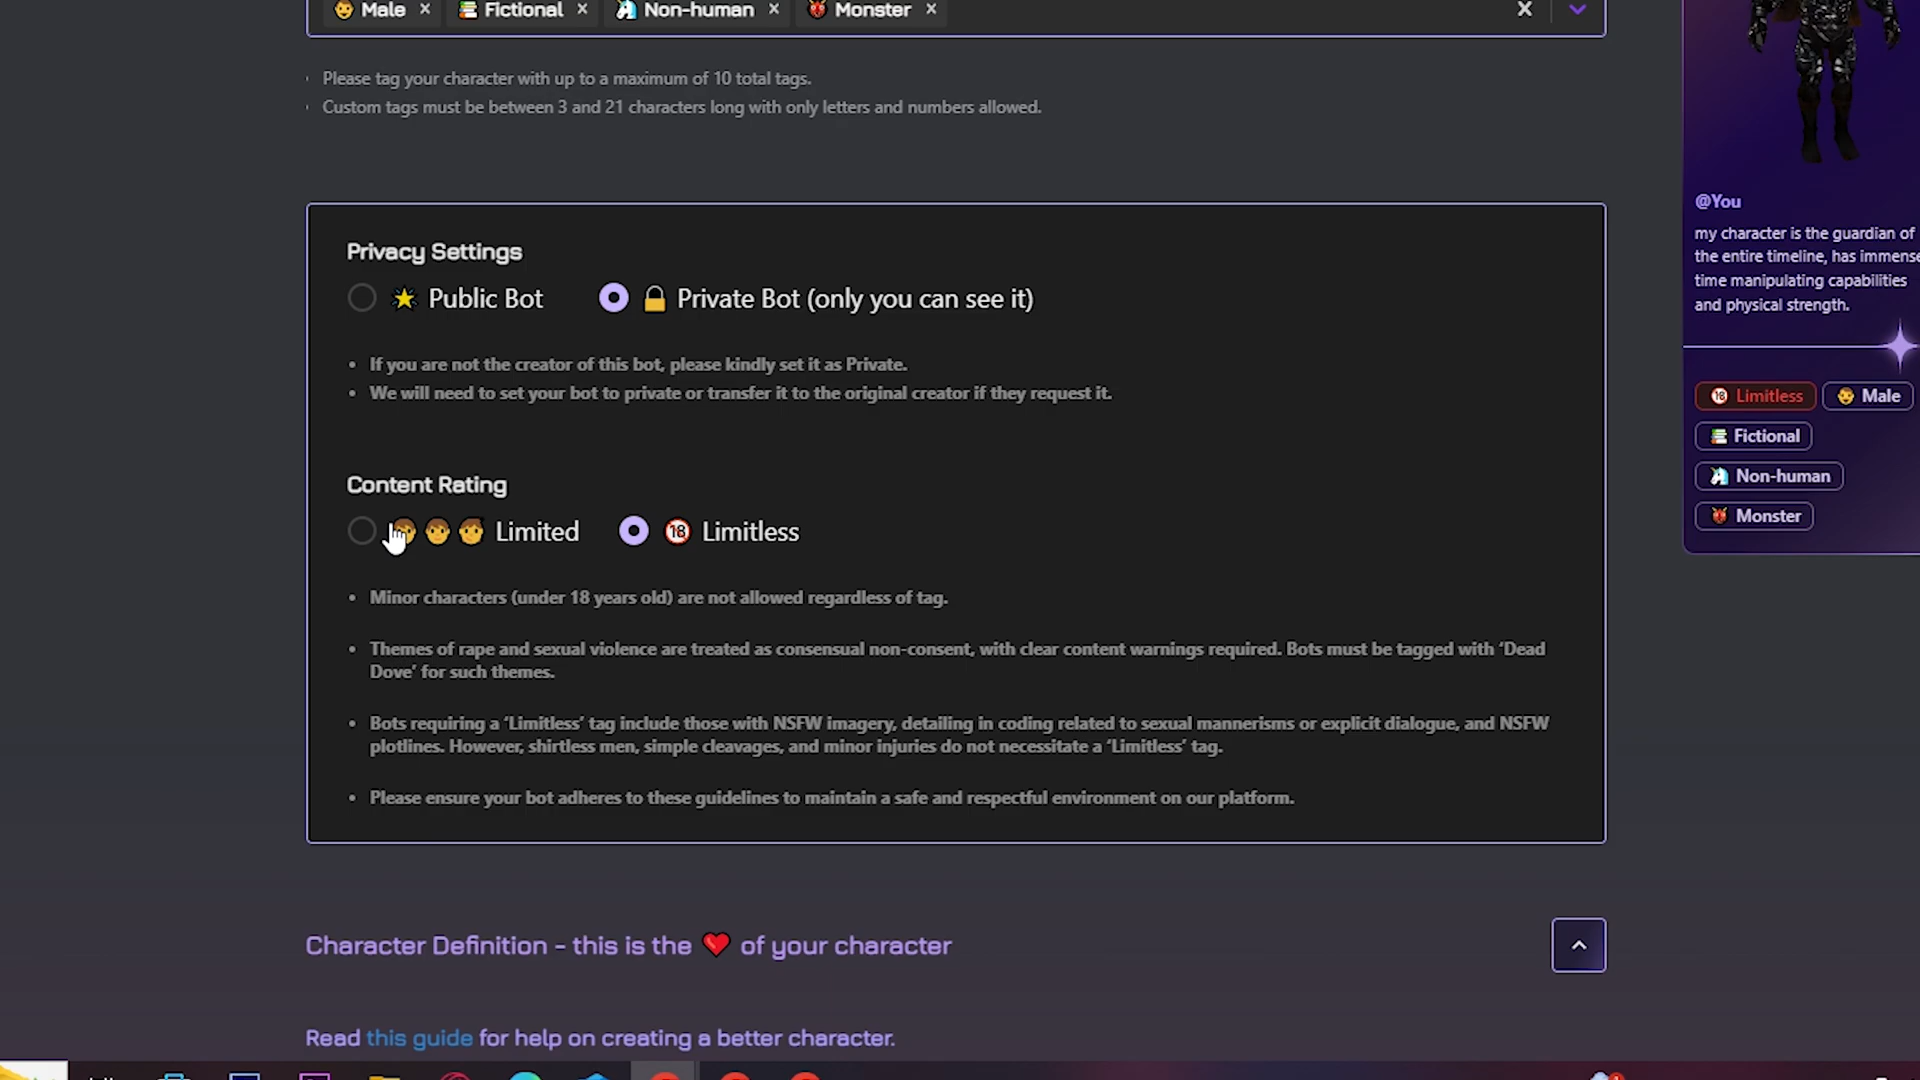 Male × Fictional × Non-human × Monster ×
Please tag your character with up to a maximum of 10 total tags.
Custom tags must be between 3 and 21 characters long with only letters and numbers allowed.
Privacy Settings
Public Bot Private Bot (only you can see it)
If you are not the creator of this bot, please kindly set it as Private.
We will need to set your bot to private or transfer it to the original creator if they request it.
Content Rating
Limited 18 Limitless
Minor characters (under 18 years old) are not allowed regardless of tag.
Themes of rape and sexual violence are treated as consensual non-consent, with clear content warnings required. Bots must be tagged with ‘Dead
Dove’ for such themes.
Bots requiring a ‘Limitless’ tag include those with NSFW imagery, detailing in coding related to sexual mannerisms or explicit dialogue, and NSFW
plotlines. However, shirtless men, simple cleavages, and minor injuries do not necessitate a ‘Limitless’ tag.
Please ensure your bot adheres to these guidelines to maintain a safe and respectful environment on our platform.
Character Definition - this is the ❤️ of your character
Read this guide for help on creating a better character.
@You
my character is the guardian of
the entire timeline, has immense
time manipulating capabilities
and physical strength.
18 Limitless Male
Fictional
Non-human
Monster